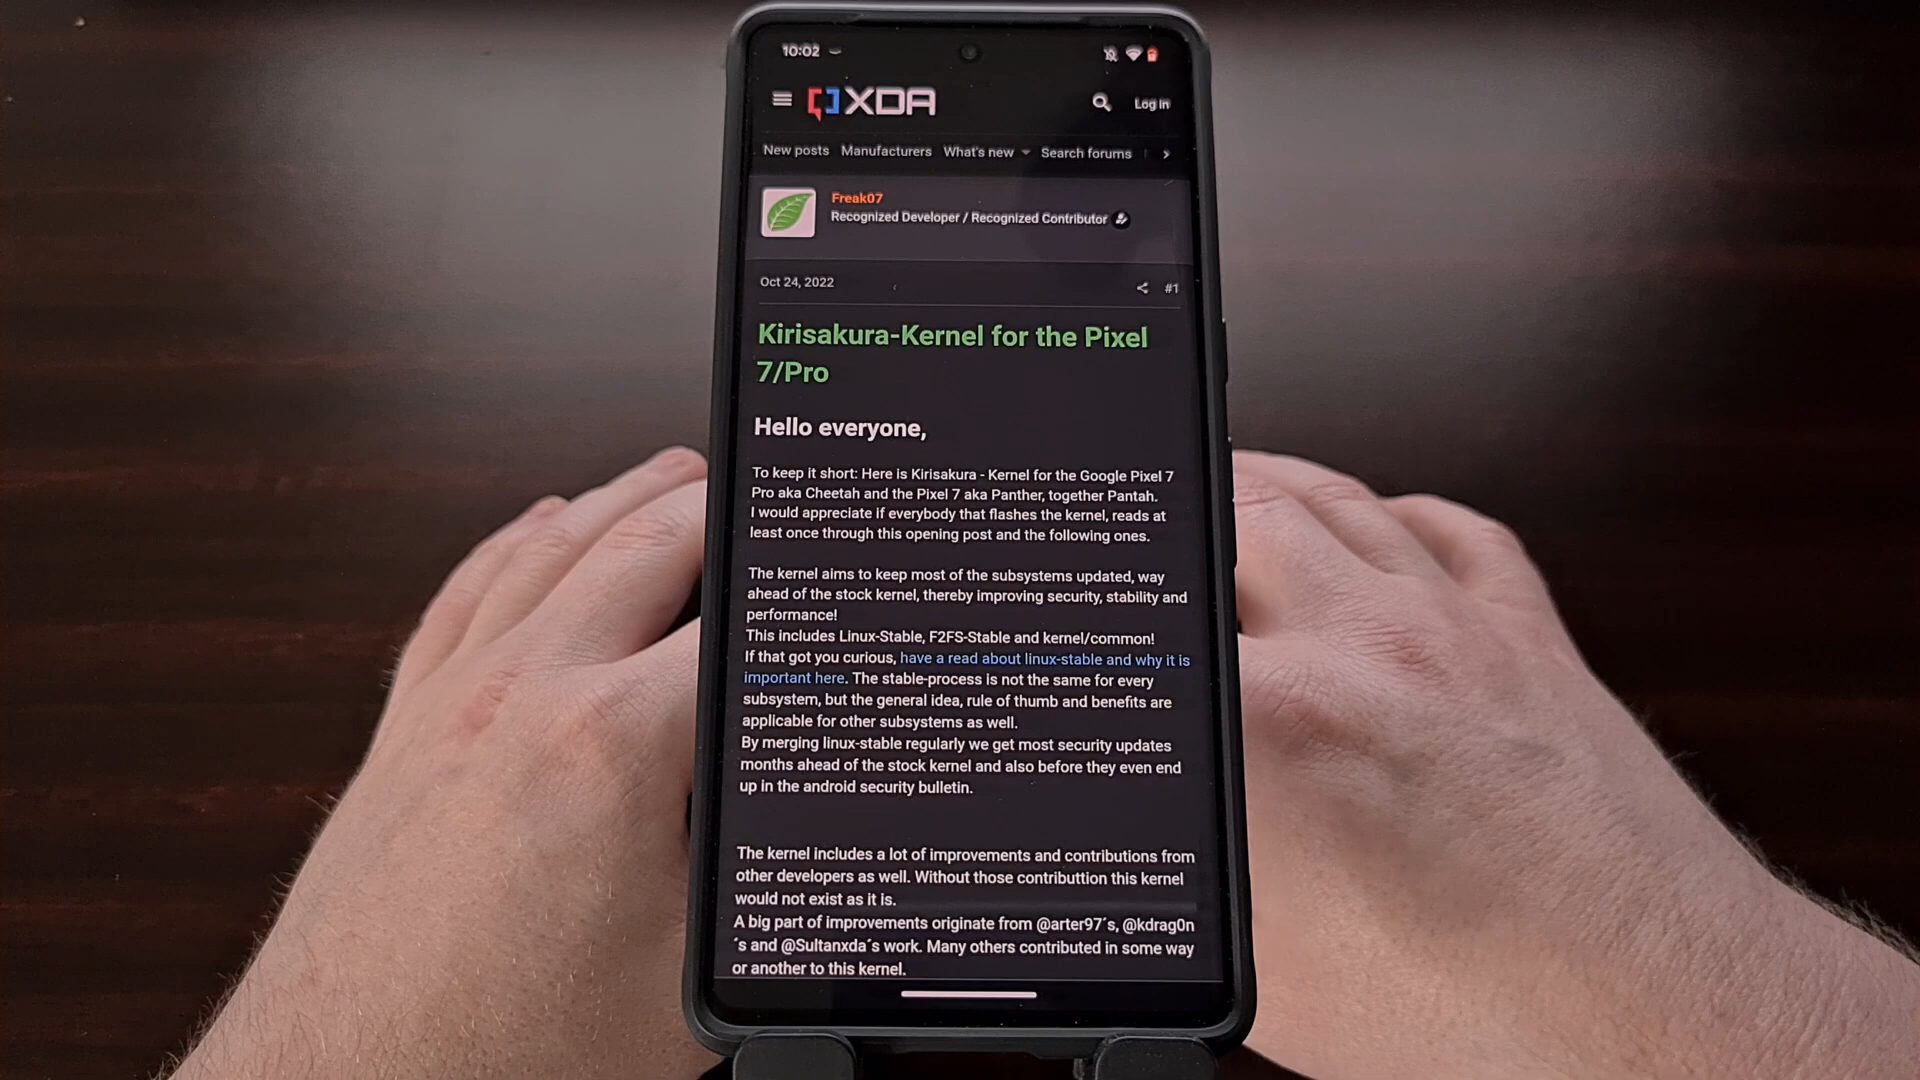 10:02
XDA
Log in
New posts Manufacturers What's new Search forums
Freak07
Recognized Developer / Recognized Contributor
Oct 24, 2022
#1
Kirisakura-Kernel for the Pixel
7/Pro
Hello everyone,
To keep it short: Here is Kirisakura - Kernel for the Google Pixel 7
Pro aka Cheetah and the Pixel 7 aka Panther, together Pantah.
I would appreciate if everybody that flashes the kernel, reads at
least once through this opening post and the following ones.
The kernel aims to keep most of the subsystems updated, way
ahead of the stock kernel, thereby improving security, stability and
performance!
This includes Linux-Stable, F2FS-Stable and kernel/common!
If that got you curious, have a read about linux-stable and why it is
important here. The stable-process is not the same for every
subsystem, but the general idea, rule of thumb and benefits are
applicable for other subsystems as well.
By merging linux-stable regularly we get most security updates
months ahead of the stock kernel and also before they even end
up in the android security bulletin.
The kernel includes a lot of improvements and contributions from
other developers as well. Without those contributtion this kernel
would not exist as it is.
A big part of improvements originate from @arter97´s, @kdrag0n
´s and @Sultanxda´s work. Many others contributed in some way
or another to this kernel.